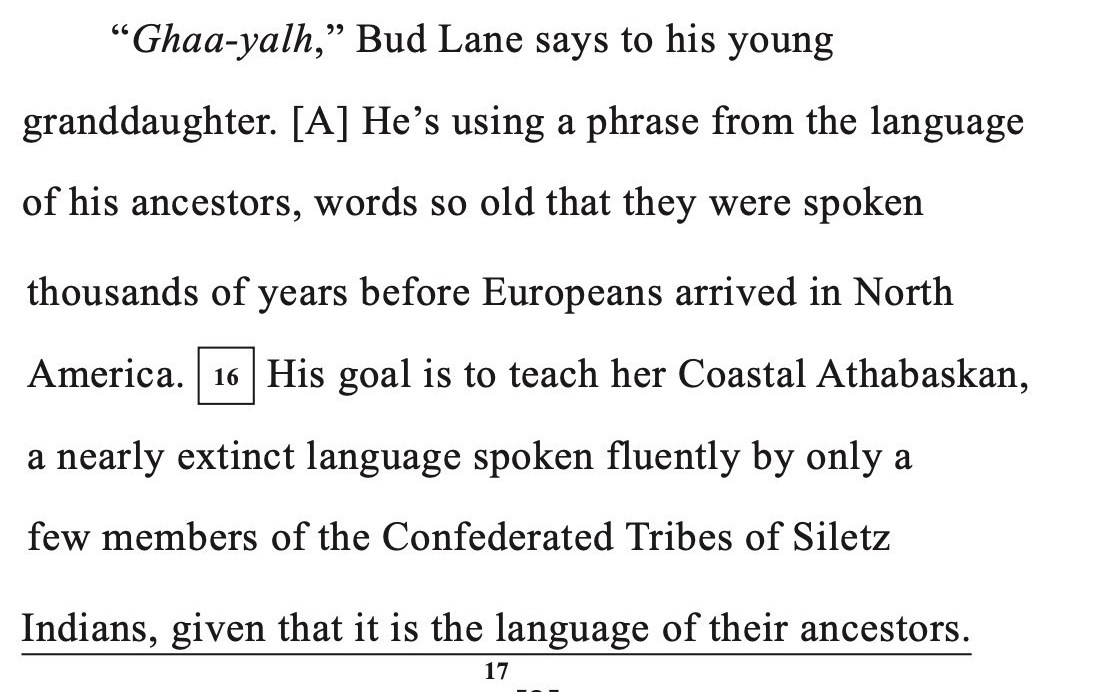 “Ghaa-yalh,” Bud Lane says to his young
granddaughter. [A] He’s using a phrase from the language
of his ancestors, words so old that they were spoken
thousands of years before Europeans arrived in North
America. 16 His goal is to teach her Coastal Athabaskan,
a nearly extinct language spoken fluently by only a
few members of the Confederated Tribes of Siletz
Indians, given that it is the language of their ancestors.
17